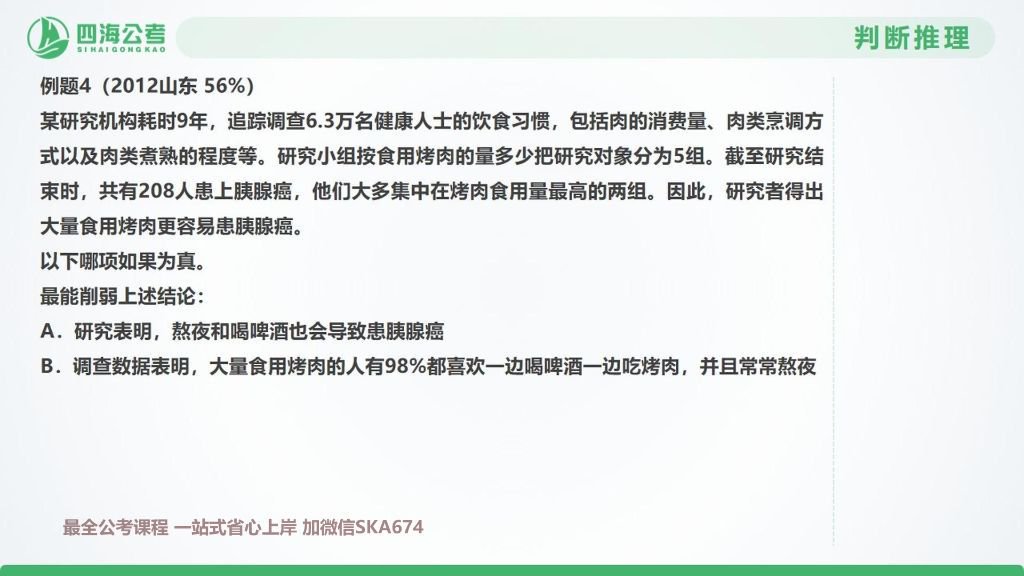 四海公考
SIHAIGONGKAO
判断推理
例题4（2012山东 56%）
某研究机构耗时9年，追踪调查6.3万名健康人士的饮食习惯，包括肉的消费量、肉类烹调方
式以及肉类煮熟的程度等。研究小组按食用烤肉的量多少把研究对象分为5组。截至研究结
束时，共有208人患上胰腺癌，他们大多集中在烤肉食用量最高的两组。因此，研究者得出
大量食用烤肉更容易患胰腺癌。
以下哪项如果为真。
最能削弱上述结论：
A．研究表明，熬夜和喝啤酒也会导致患胰腺癌
B．调查数据表明，大量食用烤肉的人有98%都喜欢一边喝啤酒一边吃烤肉，并且常常熬夜
最全公考课程 一站式省心上岸 加微信SKA674